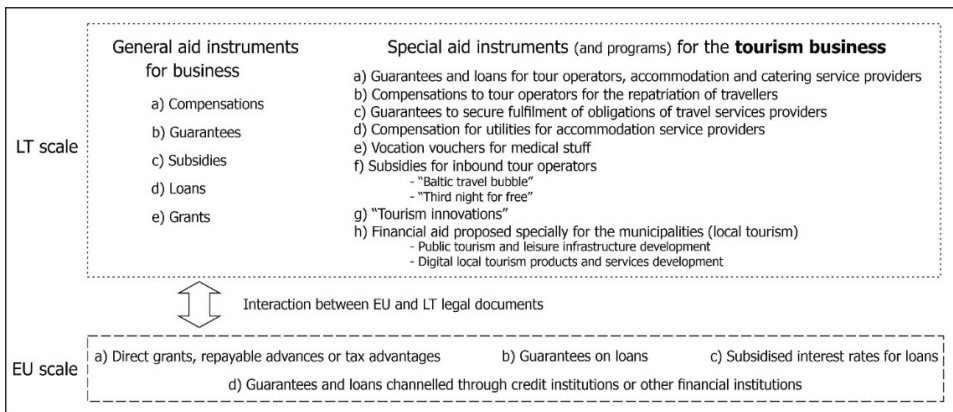 General aid instruments
for business
a) Compensations
b) Guarantees
c) Subsidies
d) Loans
e) Grants
Special aid instruments (and programs) for the tourism business
a) Guarantees and loans for tour operators, accommodation and catering service providers
b) Compensations to tour operators for the repatriation of travellers
c) Guarantees to secure fulfilment of obligations of travel services providers
d) Compensation for utilities for accommodation service providers
e) Vocation vouchers for medical stuff
f) Subsidies for inbound tour operators
- “Baltic travel bubble”
- “Third night for free”
g) “Tourism innovations”
h) Financial aid proposed specially for the municipalities (local tourism)
- Public tourism and leisure infrastructure development
- Digital local tourism products and services development
LT scale
Interaction between EU and LT legal documents
EU scale
a) Direct grants, repayable advances or tax advantages
b) Guarantees on loans
c) Subsidised interest rates for loans
d) Guarantees and loans channelled through credit institutions or other financial institutions